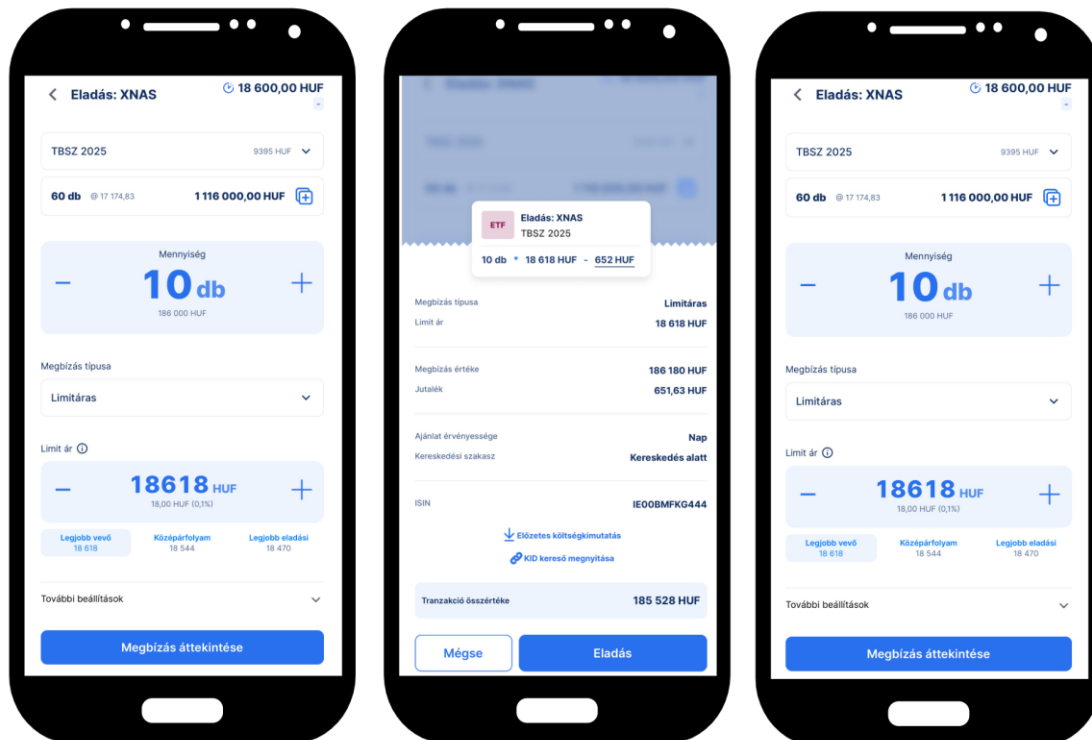 Eladás: XNAS
18 600,00 HUF
-
TBSZ 2025 9395 HUF
60 db @ 17 174,83 1 116 000,00 HUF
Mennyiség
10 db
186 000 HUF
Megbízás típusa
Limitáras
Limit ár
18618 HUF
18,00 HUF (0,1%)
Legjobb vevő Középárfolyam Legjobb eladási
18 618 18 544 18 470
További beállítások
Megbízás áttekintése
ETF
Eladás: XNAS
TBSZ 2025
10 db * 18 618 HUF - 652 HUF
Megbízás típusa Limitáras
Limit ár 18 618 HUF
Megbízás értéke 186 180 HUF
Jutalék 651,63 HUF
Ajánlat érvényessége Nap
Kereskedési szakasz Kereskedés alatt
ISIN IE00BMFKG444
Előzetes költségkimutatás
KID kereső megnyitása
Tranzakció összértéke 185 528 HUF
Mégse Eladás
Eladás: XNAS
18 600,00 HUF
-
TBSZ 2025 9395 HUF
60 db @ 17 174,83 1 116 000,00 HUF
Mennyiség
10 db
186 000 HUF
Megbízás típusa
Limitáras
Limit ár
18618 HUF
18,00 HUF (0,1%)
Legjobb vevő Középárfolyam Legjobb eladási
18 618 18 544 18 470
További beállítások
Megbízás áttekintése